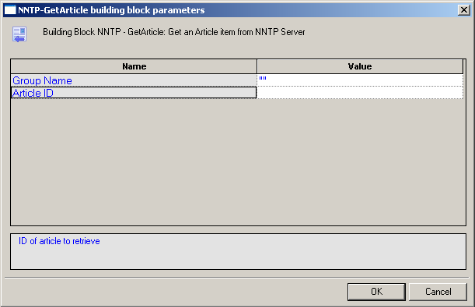 NNTP-GetArticle building block parameters
Building Block NNTP - GetArticle: Get an Article item from NNTP Server
Name Value
Group Name ""
Article ID
ID of article to retrieve
OK Cancel